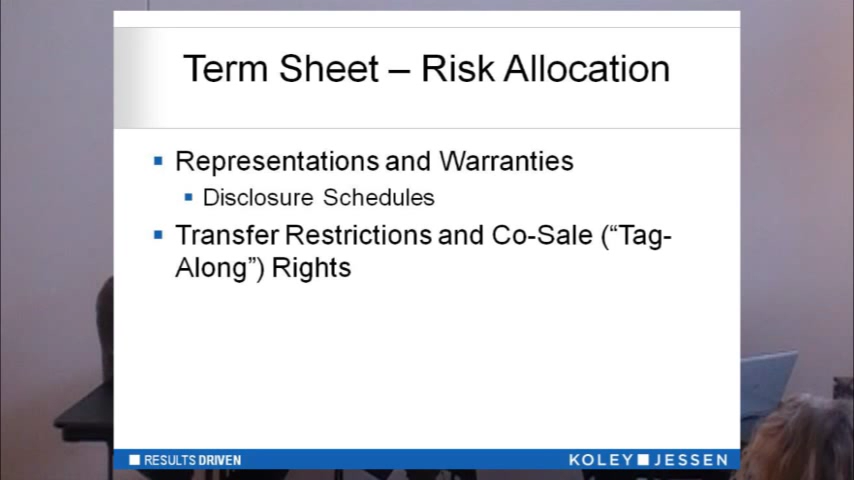 Term Sheet – Risk Allocation
Representations and Warranties
Disclosure Schedules
Transfer Restrictions and Co-Sale (“Tag-
Along”) Rights
RESULTS DRIVEN
KOLEY JESSEN